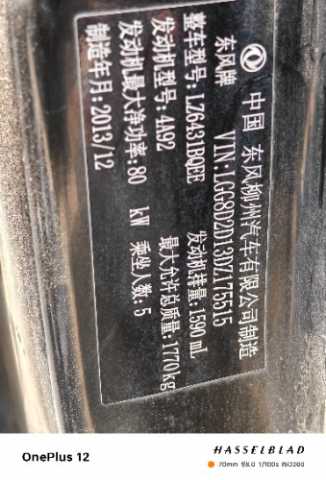 中国 东风柳州汽车有限公司制造
东风牌 VIN:LGG8D2D13DZ175515
整车型号:LZ6431BQEE 发动机排量:1590 mL
发动机型号:4A92 最大允许总质量:1770kg
发动机最大净功率:80 kW 乘坐人数:5
制造年月:2013/12
OnePlus 12
HASSELBLAD